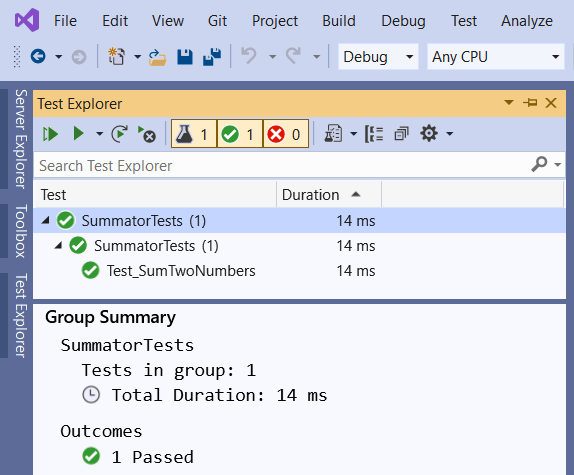 File Edit View Git Project Build Debug Test Analyze
Debug Any CPU
Server Explorer
Toolbox
Test Explorer
Test Explorer
1 1 0
Search Test Explorer
Test Duration
SummatorTests (1) 14 ms
SummatorTests (1) 14 ms
Test_SumTwoNumbers 14 ms
Group Summary
SummatorTests
Tests in group: 1
Total Duration: 14 ms
Outcomes
1 Passed